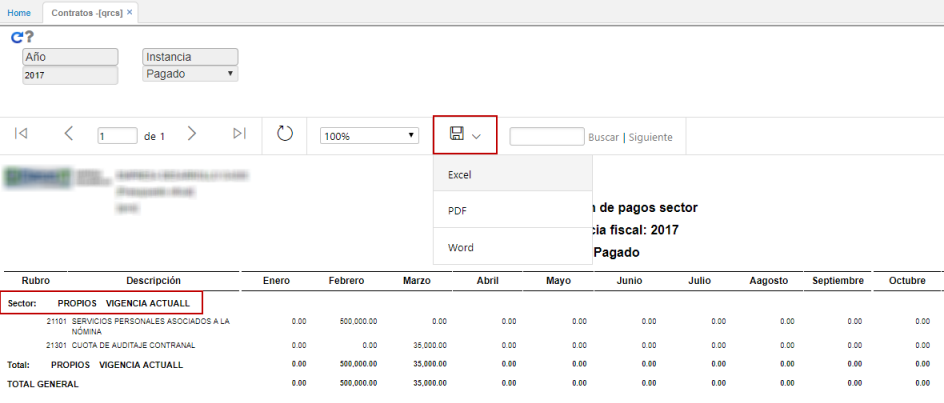 Home Contratos -[qrcs] ×
Año Instancia
2017 Pagado
1 de 1 100% Buscar | Siguiente
Excel
PDF
Word
n de pagos sector
cia fiscal: 2017
Pagado
Rubro Descripción Enero Febrero Marzo Abril Mayo Junio Julio Aagosto Septiembre Octubre
Sector: PROPIOS VIGENCIA ACTUALL
21101 SERVICIOS PERSONALES ASOCIADOS A LA NÓMINA 0.00 500,000.00 0.00 0.00 0.00 0.00 0.00 0.00 0.00 0.00
21301 CUOTA DE AUDITAJE CONTRANAL 0.00 0.00 35,000.00 0.00 0.00 0.00 0.00 0.00 0.00 0.00
Total: PROPIOS VIGENCIA ACTUALL 0.00 500,000.00 35,000.00 0.00 0.00 0.00 0.00 0.00 0.00 0.00
TOTAL GENERAL 0.00 500,000.00 35,000.00 0.00 0.00 0.00 0.00 0.00 0.00 0.00